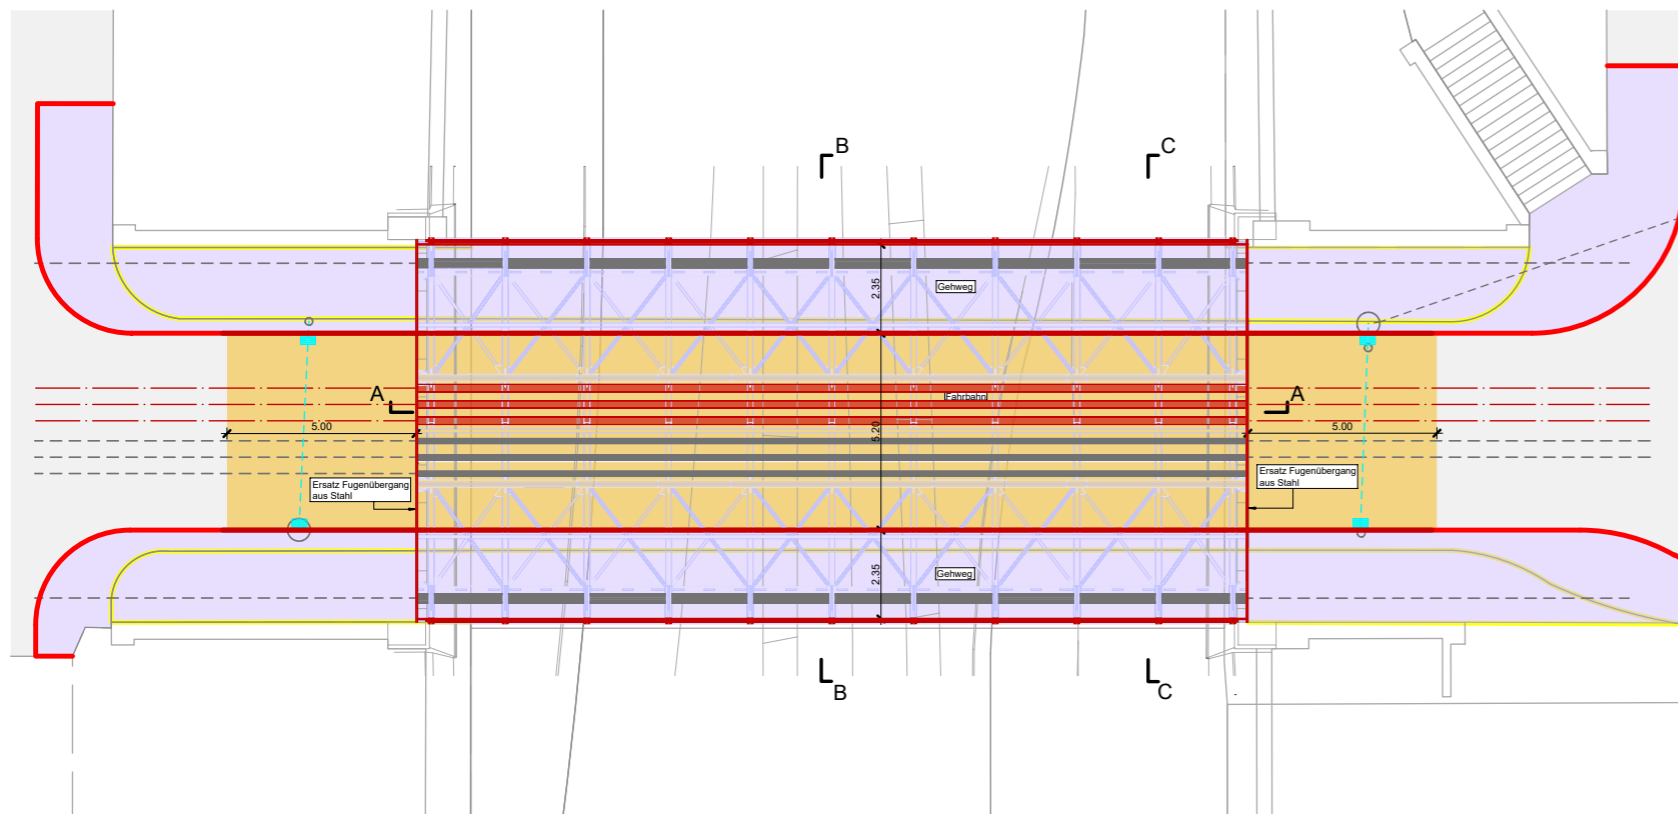 B
C
2.35
Gehweg
A
Fahrbahn
A
5.00
5.20
5.00
Ersatz Fugenübergang
aus Stahl
Ersatz Fugenübergang
aus Stahl
2.35
Gehweg
B
C